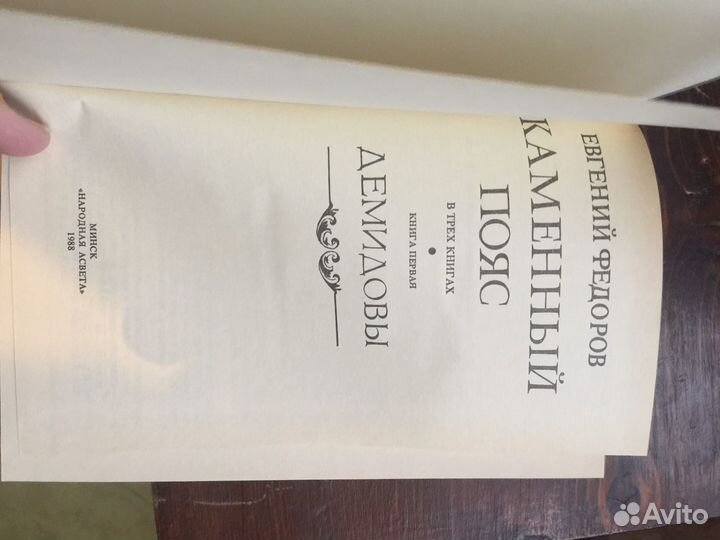 ЕВГЕНИЙ ФЕДОРОВ
КАМЕННЫЙ
ПОЯС
В ТРЕХ КНИГАХ
КНИГА ПЕРВАЯ
ДЕМИДОВЫ
МИНСК
«НАРОДНАЯ АСВЕТА»
1988
Avito